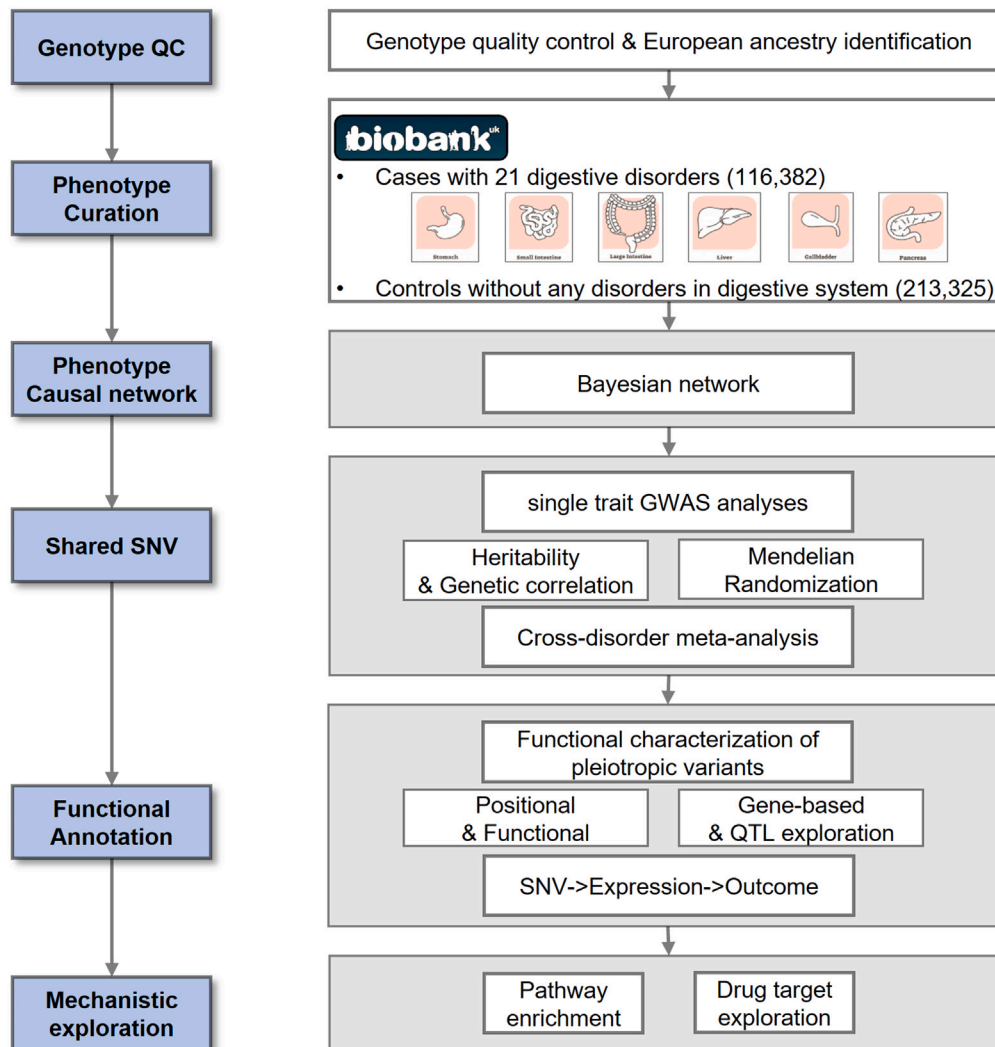 Genotype QC
Genotype quality control & European ancestry identification
biobank uk
Phenotype
Curation
• Cases with 21 digestive disorders (116,382)
Stomach
Small Intestine
Large Intestine
Liver
Gallbladder
Pancreas
• Controls without any disorders in digestive system (213,325)
Phenotype
Causal network
Bayesian network
Shared SNV
single trait GWAS analyses
Heritability
& Genetic correlation
Mendelian
Randomization
Cross-disorder meta-analysis
Functional
Annotation
Functional characterization of
pleiotropic variants
Positional
& Functional
Gene-based
& QTL exploration
SNV->Expression->Outcome
Mechanistic
exploration
Pathway
enrichment
Drug target
exploration